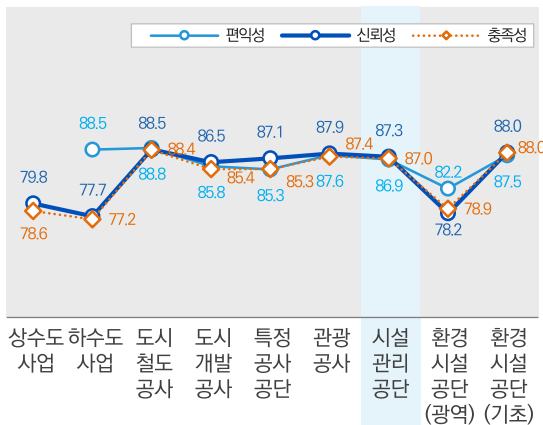 편익성 신뢰성 충족성
88.5 88.5 86.5 87.1 87.9 87.3 88.0
79.8 77.7 88.4 85.4 85.3 87.4 87.0 82.2 88.0
78.6 77.2 88.8 85.8 85.3 87.6 86.9 78.2 78.9 87.5
상수도 하수도 도시 도시 특정 관광 시설 환경 환경
사업 사업 철도 개발 공사 공사 관리 시설 시설
공사 공사 공단 공단 공단 공단
(광역) (기초)